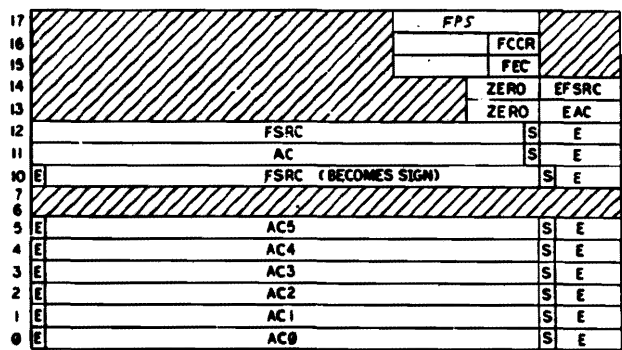 17 FPS
16 FCCR
15 FEC
14 ZERO EFSRC
13 ZERO EAC
12 FSRC S E
11 AC S E
10 E FSRC (BECOMES SIGN) S E
7
6
5 E AC5 S E
4 E AC4 S E
3 E AC3 S E
2 E AC2 S E
1 E AC1 S E
0 E AC0 S E